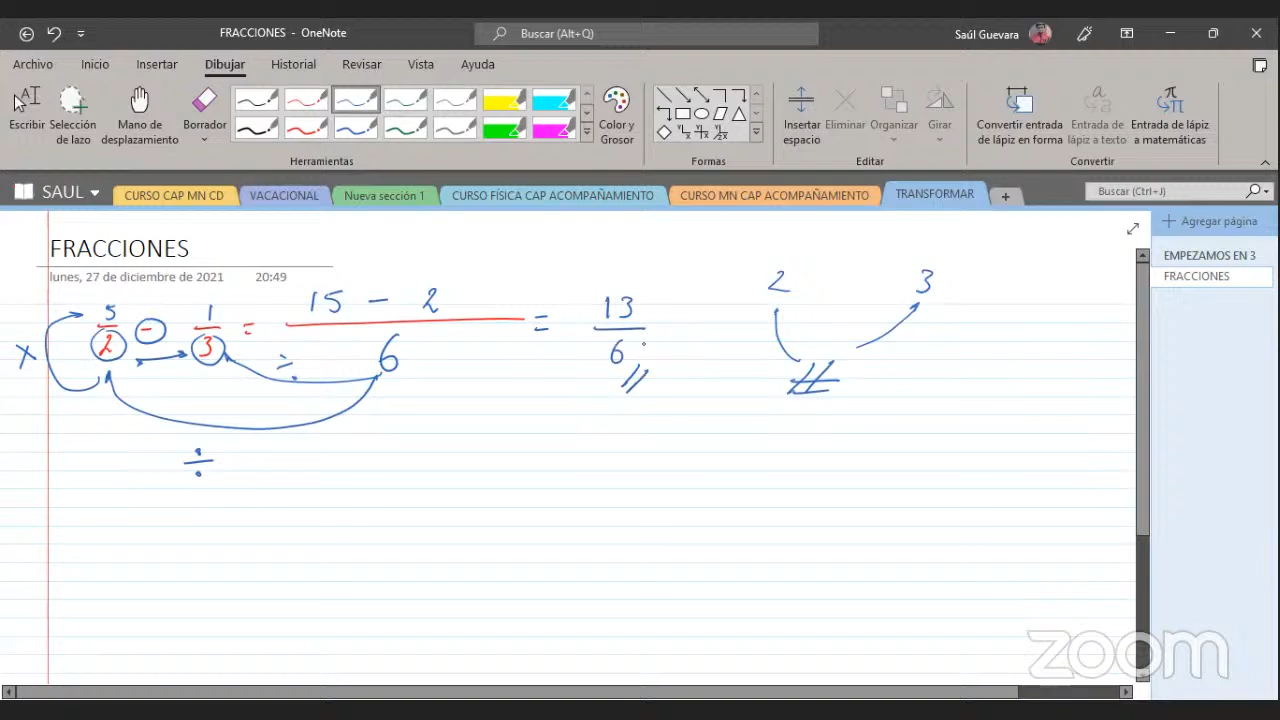 FRACCIONES - OneNote
Buscar (Alt+Q)
Saúl Guevara
Archivo Inicio Insertar Dibujar Historial Revisar Vista Ayuda
Escribir
Selección de lazo
Mano de desplazamiento
Borrador
Color y Grosor
Insertar espacio
Eliminar
Organizar
Girar
Convertir entrada de lápiz en forma
Entrada de lápiz a texto
Entrada de lápiz a matemáticas
Herramientas Formas Editar Convertir
SAUL
CURSO CAP MN CD
VACACIONAL
Nueva sección 1
CURSO FÍSICA CAP ACOMPAÑAMIENTO
CURSO MN CAP ACOMPAÑAMIENTO
TRANSFORMAR
Buscar (Ctrl+J)
Agregar página
EMPEZAMOS EN 3
FRACCIONES
FRACCIONES
lunes, 27 de diciembre de 2021 20:49
5/2 - 1/3 = (15 - 2)/6 = 13/6
x
÷
÷
2 3
zoom